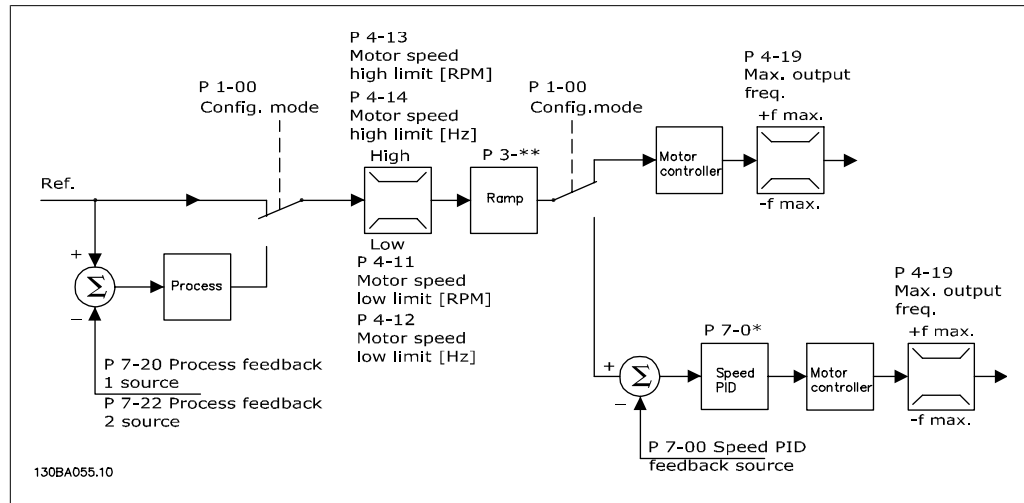 P 1-00
Config. mode
P 4-13
Motor speed
high limit [RPM]
P 4-14
Motor speed
high limit [Hz]
High
P 3-**
P 1-00
Config.mode
P 4-19
Max. output
freq.
+f max.
Ref.
Ramp
Motor
controller
-f max.
Low
P 4-11
Motor speed
low limit [RPM]
P 4-12
Motor speed
low limit [Hz]
+
Σ
Process
−
P 7-20 Process feedback
1 source
P 7-22 Process feedback
2 source
P 7-0*
P 4-19
Max. output
freq.
+f max.
+
Σ
−
Speed
PID
Motor
controller
-f max.
P 7-00 Speed PID
feedback source
130BA055.10